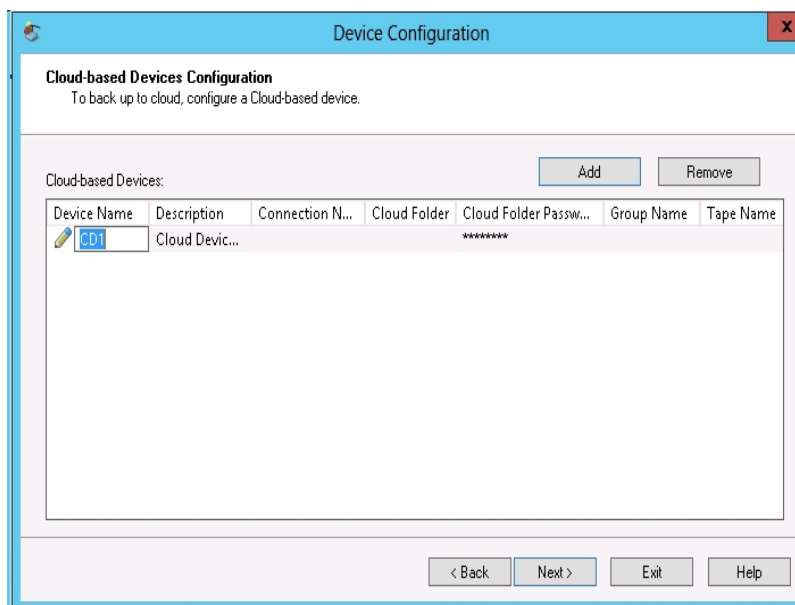 Device Configuration
x
Cloud-based Devices Configuration
To back up to cloud, configure a Cloud-based device.
Cloud-based Devices:
Add
Remove
Device Name Description Connection N... Cloud Folder Cloud Folder Passw... Group Name Tape Name
CD1 Cloud Devic... ********
< Back Next > Exit Help